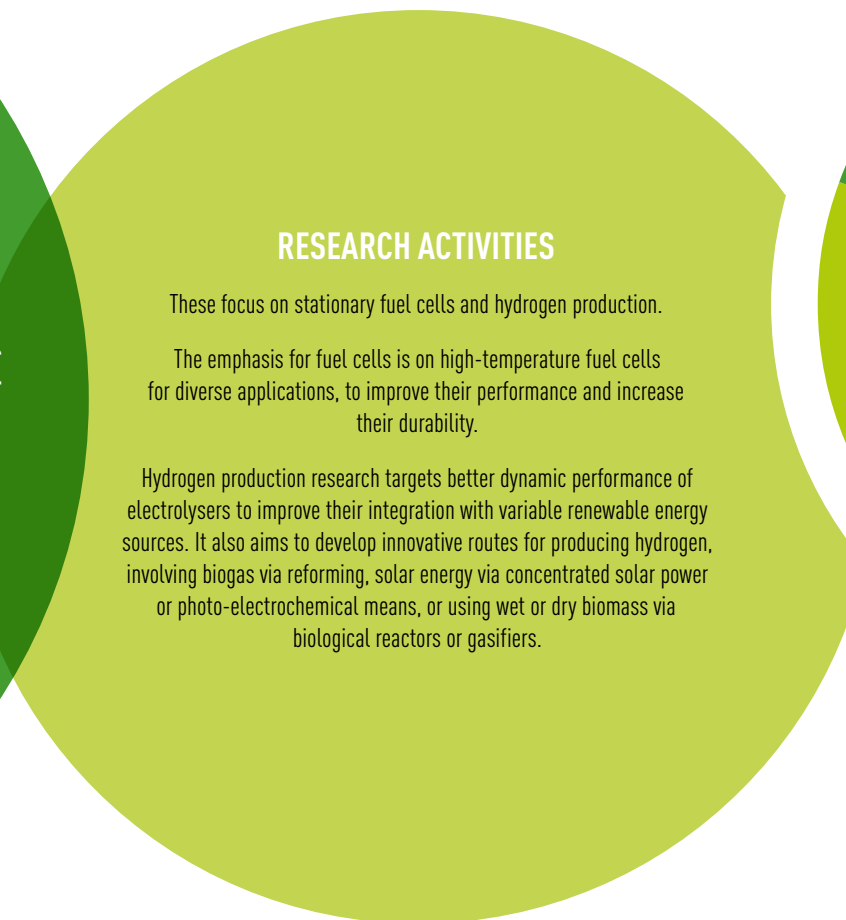 RESEARCH ACTIVITIES
These focus on stationary fuel cells and hydrogen production.
The emphasis for fuel cells is on high-temperature fuel cells
for diverse applications, to improve their performance and increase
their durability.
Hydrogen production research targets better dynamic performance of
electrolysers to improve their integration with variable renewable energy
sources. It also aims to develop innovative routes for producing hydrogen,
involving biogas via reforming, solar energy via concentrated solar power
or photo-electrochemical means, or using wet or dry biomass via
biological reactors or gasifiers.